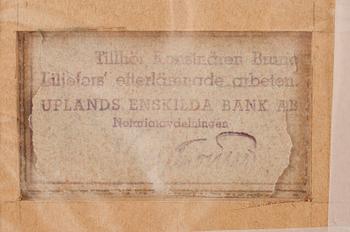 Tillhör Konstnären Bruno
Liljefors' efterlämnade arbeten.
UPLANDS ENSKILDA BANK AB
Notariatavdelningen